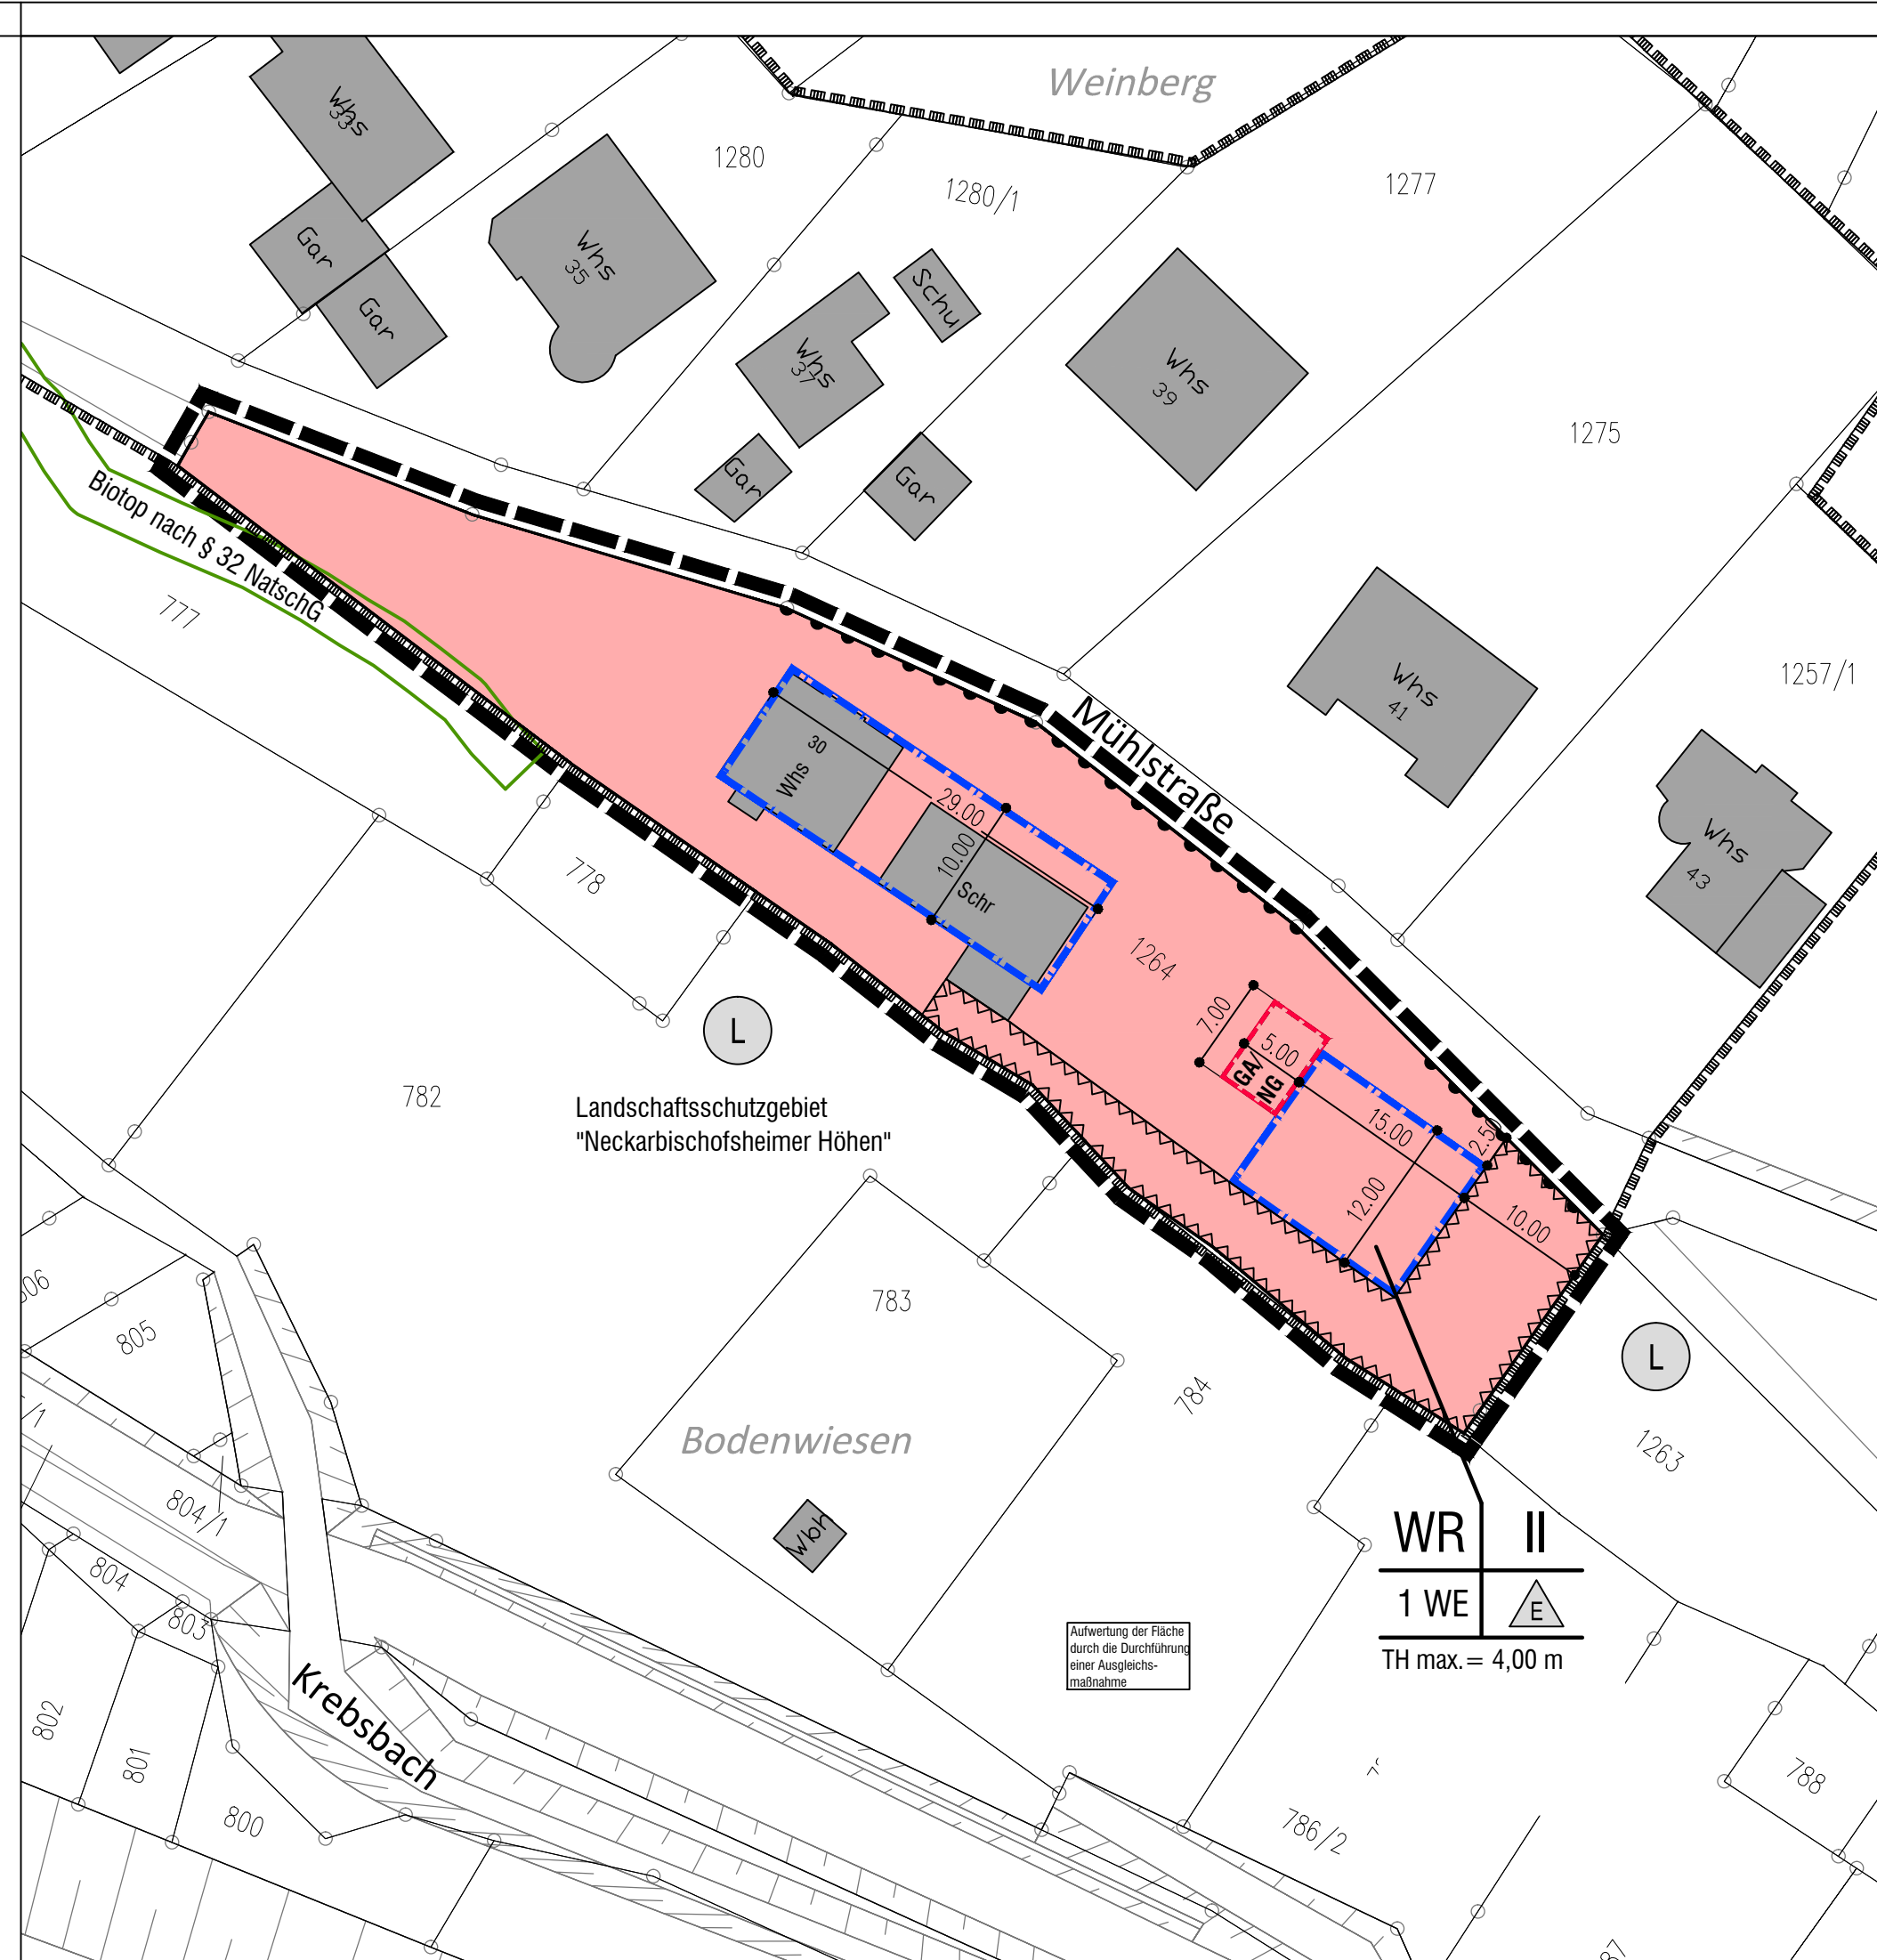 Weinberg
Whs
33
1280
1280/1
1277
Gar
Gar
Whs
35
Schu
Whs
37
Whs
39
Gar
Gar
1275
Biotop nach § 32 NatschG
777
Whs
41
1257/1
Mühlstraße
30
Whs
29.00
10.00
Schr
Whs
43
778
1264
L
7.00
5.00
GA/
NG
782
Landschaftsschutzgebiet
"Neckarbischofsheimer Höhen"
15.00
2.50
12.00
10.00
783
805
L
784
1263
Bodenwiesen
804/1
Wbh
WR
II
1 WE
E
TH max.= 4,00 m
804
803
Aufwertung der Fläche
durch die Durchführung
einer Ausgleichs-
maßnahme
Krebsbach
802
801
800
788
786/2